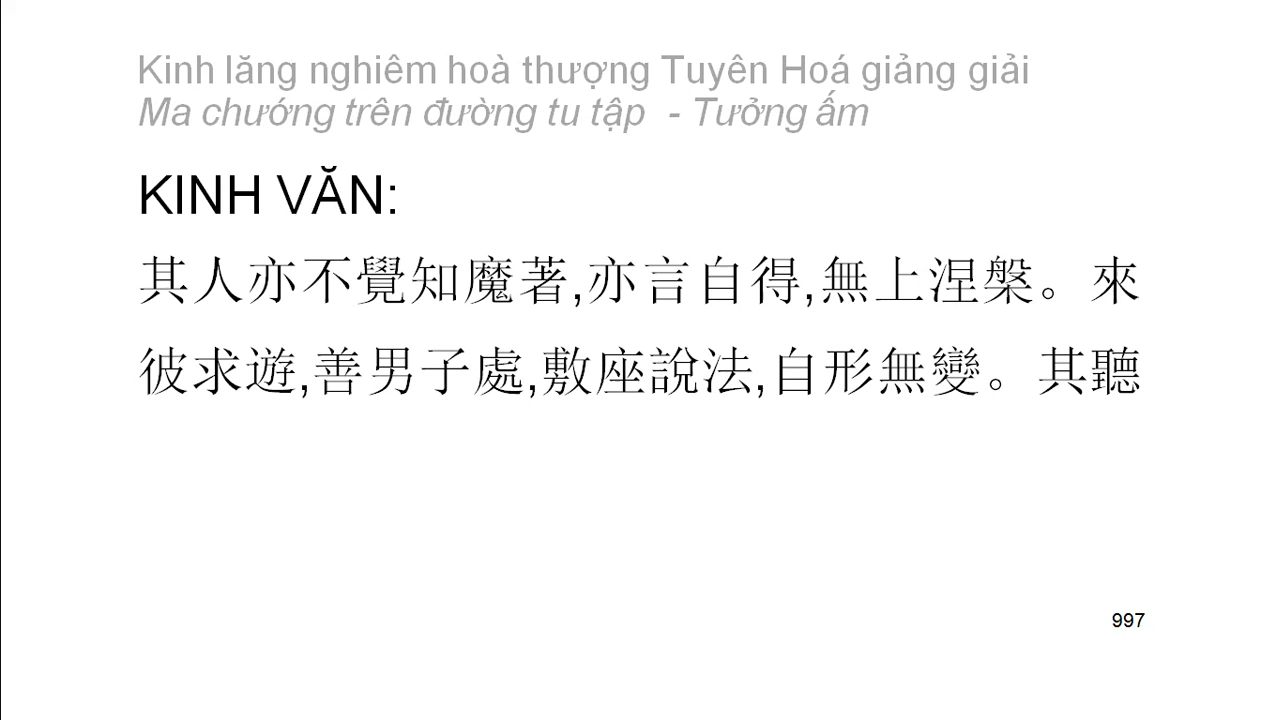 Kinh lăng nghiêm hoà thượng Tuyên Hoá giảng giải
Ma chướng trên đường tu tập - Tưởng ấm
KINH VĂN:
其人亦不覺知魔著,亦言自得,無上涅槃。來
彼求遊,善男子處,敷座說法,自形無變。其聽
997